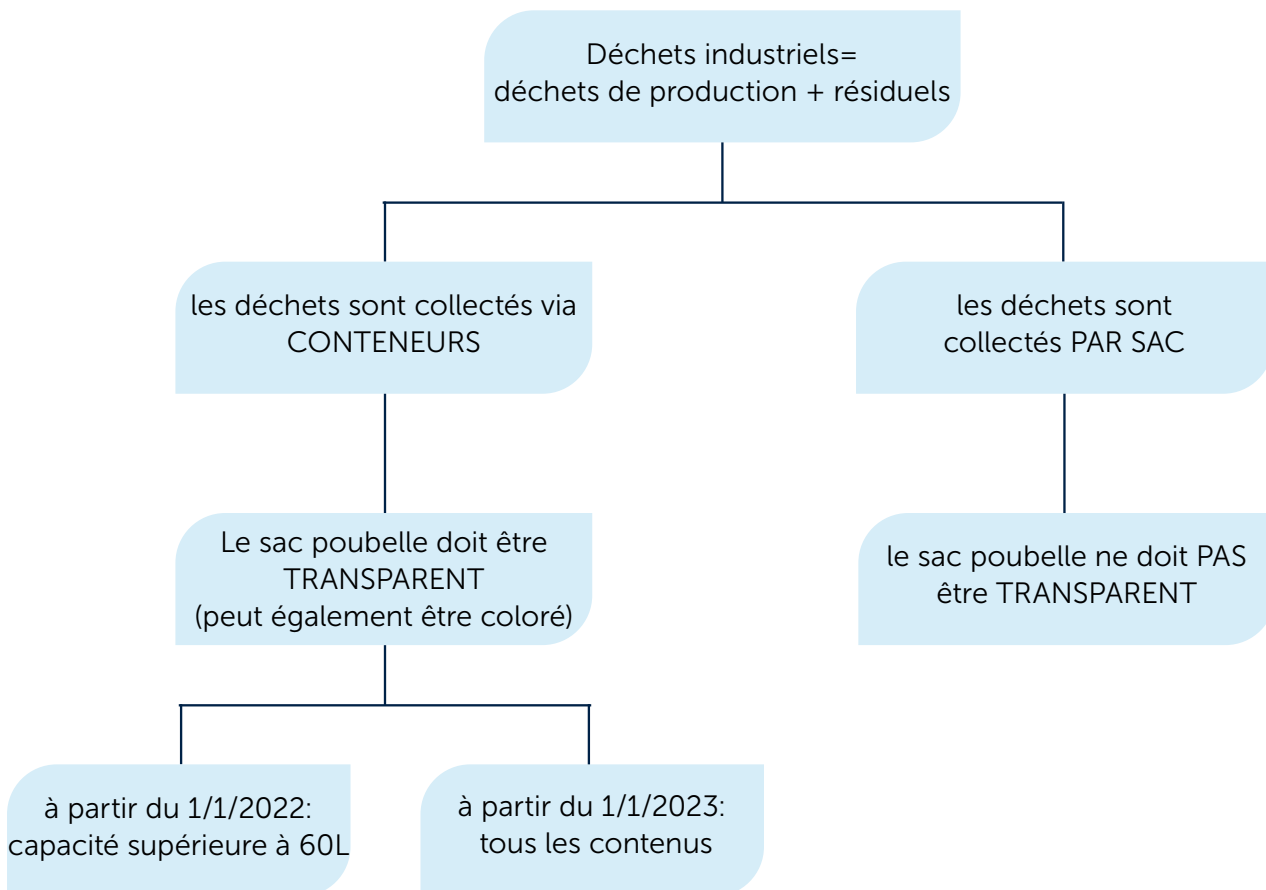 Déchets industriels=
déchets de production + résiduels
les déchets sont collectés via
CONTENEURS
les déchets sont
collectés PAR SAC
Le sac poubelle doit être
TRANSPARENT
(peut également être coloré)
le sac poubelle ne doit PAS
être TRANSPARENT
à partir du 1/1/2022:
capacité supérieure à 60L
à partir du 1/1/2023:
tous les contenus